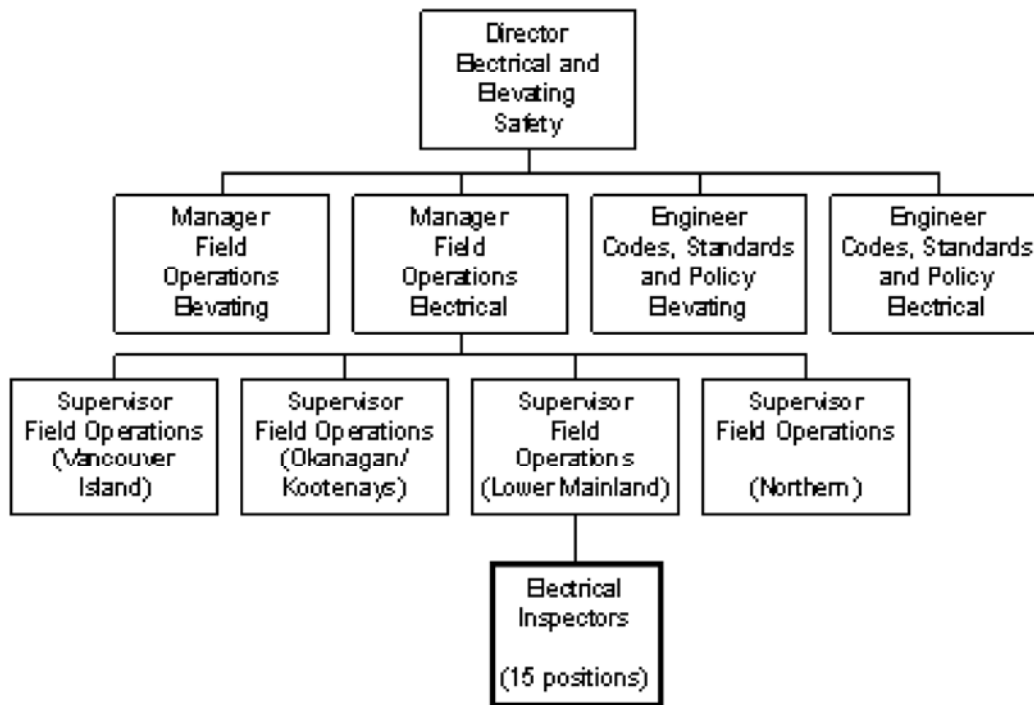 Director
Electrical and
Elevating
Safety
Manager
Field
Operations
Elevating
Manager
Field
Operations
Electrical
Engineer
Codes, Standards
and Policy
Elevating
Engineer
Codes, Standards
and Policy
Electrical
Supervisor
Field Operations
(Vancouver
Island)
Supervisor
Field Operations
(Okanagan/
Kootenays)
Supervisor
Field
Operations
(Lower Mainland)
Supervisor
Field Operations
(Northern)
Electrical
Inspectors
(15 positions)